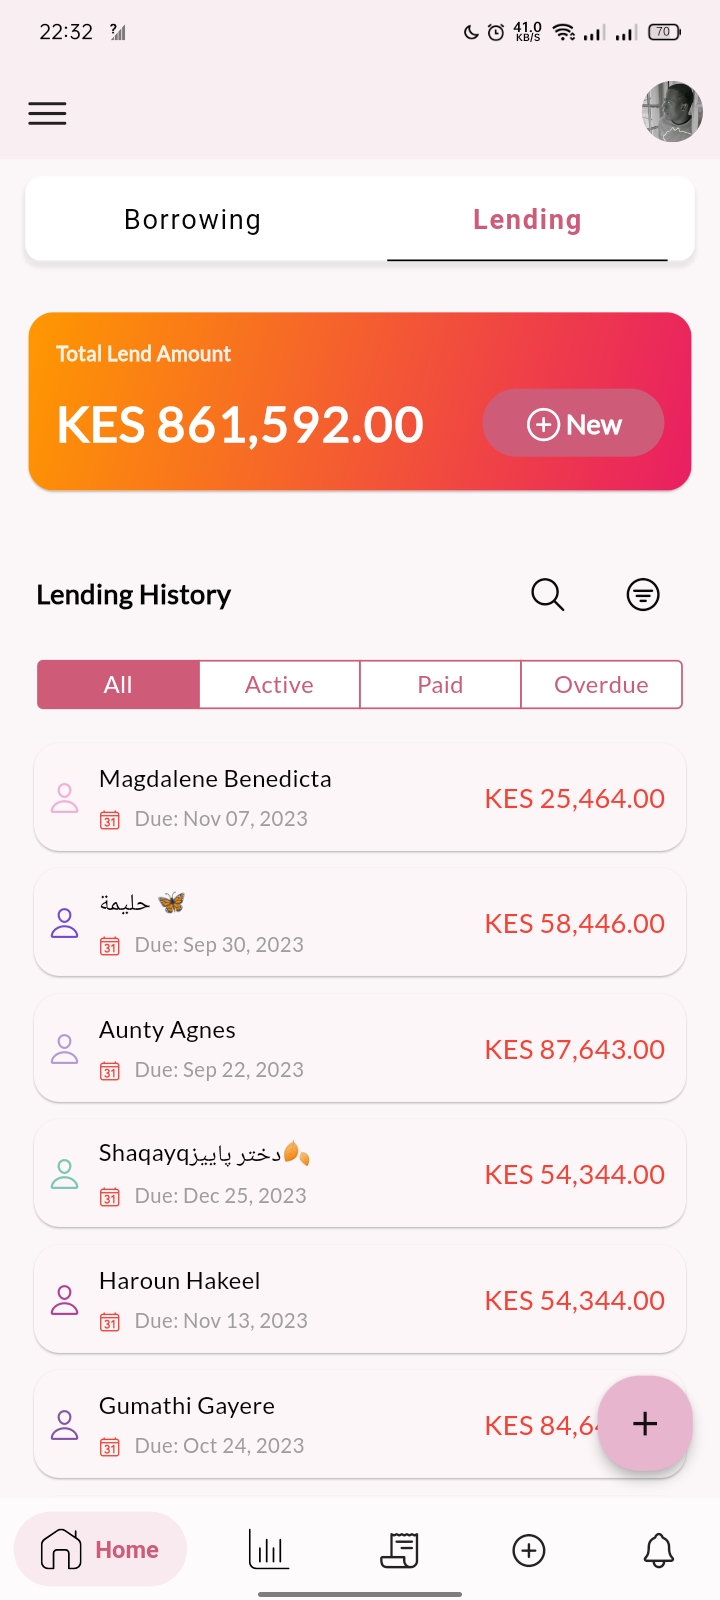 22:32
41.0 KB/S
70
Borrowing
Lending
Total Lend Amount
KES 861,592.00
New
Lending History
All
Active
Paid
Overdue
Magdalene Benedicta
KES 25,464.00
31 Due: Nov 07, 2023
حليمة 🦋
KES 58,446.00
31 Due: Sep 30, 2023
Aunty Agnes
KES 87,643.00
31 Due: Sep 22, 2023
Shaqayqدختر پاییز🍂
KES 54,344.00
31 Due: Dec 25, 2023
Haroun Hakeel
KES 54,344.00
31 Due: Nov 13, 2023
Gumathi Gayere
KES 84,6
31 Due: Oct 24, 2023
Home